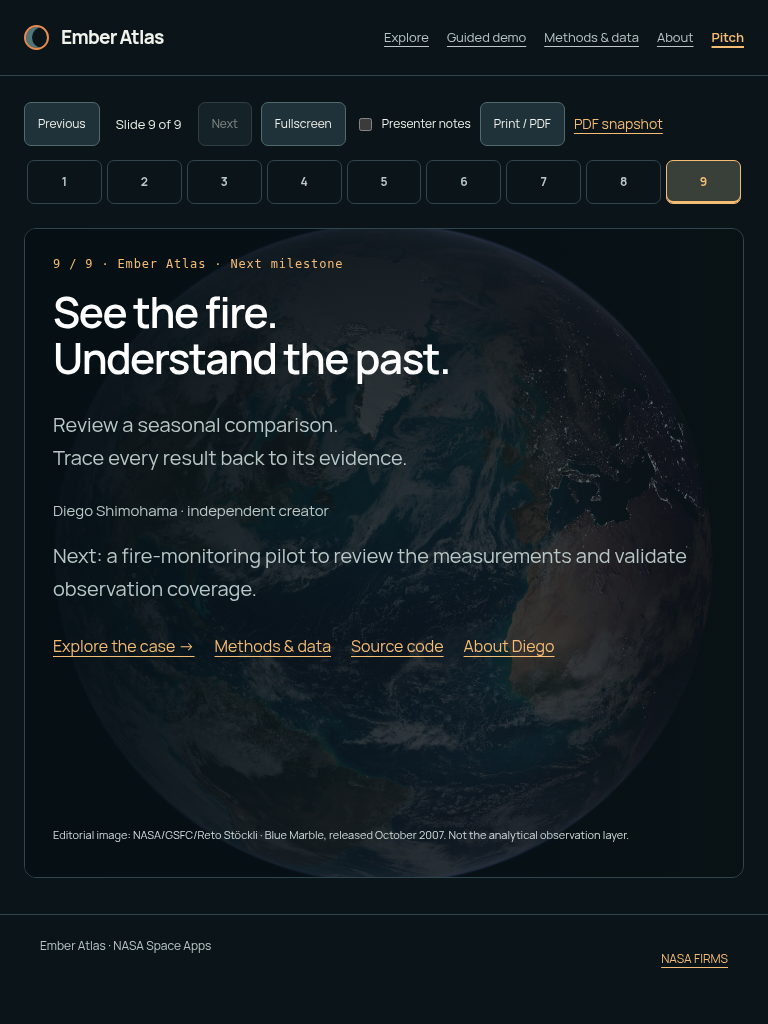 Ember Atlas
Explore Guided demo Methods & data About Pitch
Previous Slide 9 of 9 Next Fullscreen Presenter notes Print / PDF PDF snapshot
1 2 3 4 5 6 7 8 9
9 / 9 · Ember Atlas · Next milestone
See the fire.
Understand the past.
Review a seasonal comparison.
Trace every result back to its evidence.
Diego Shimohama · independent creator
Next: a fire-monitoring pilot to review the measurements and validate
observation coverage.
Explore the case → Methods & data Source code About Diego
Editorial image: NASA/GSFC/Reto Stöckli · Blue Marble, released October 2007. Not the analytical observation layer.
Ember Atlas · NASA Space Apps
NASA FIRMS